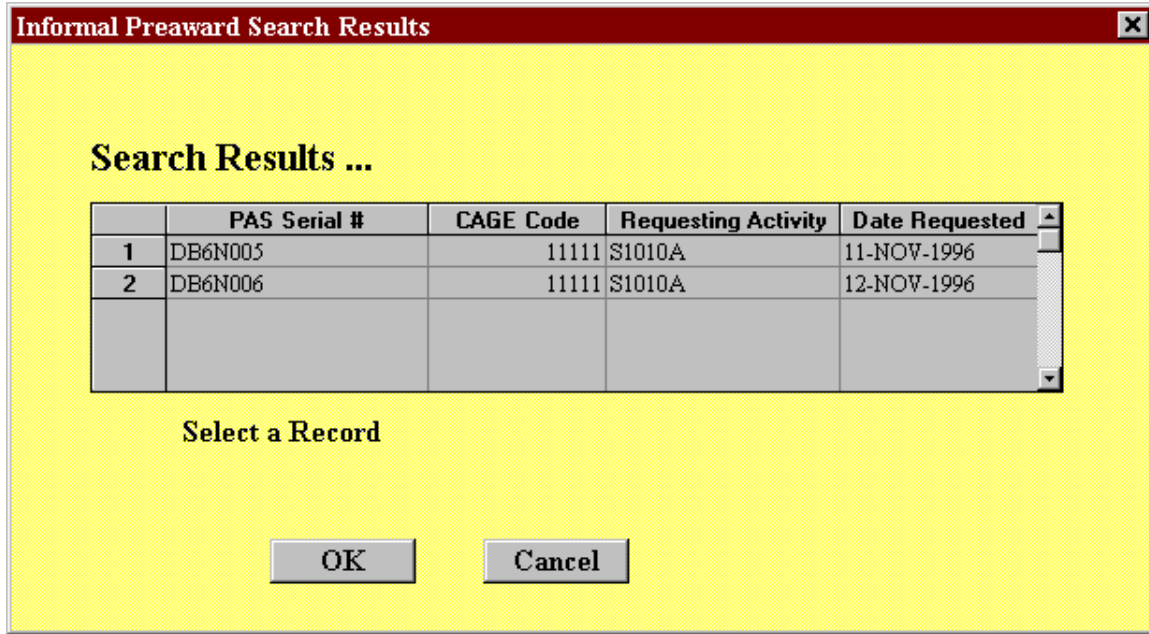 Informal Preaward Search Results
Search Results ...
PAS Serial # CAGE Code Requesting Activity Date Requested
1 DB6N005 11111 S1010A 11-NOV-1996
2 DB6N006 11111 S1010A 12-NOV-1996
Select a Record
OK Cancel